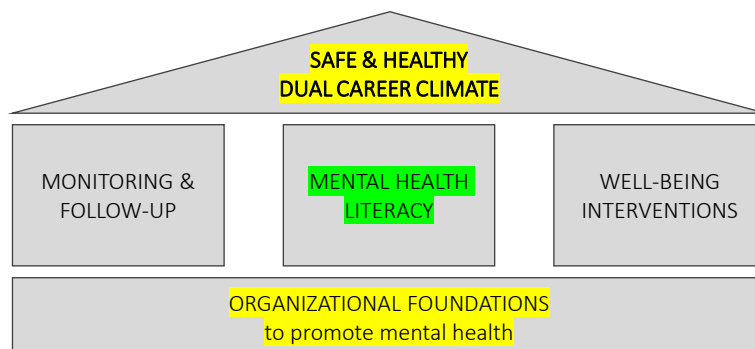 SAFE & HEALTHY
DUAL CAREER CLIMATE
MONITORING &
FOLLOW-UP
MENTAL HEALTH
LITERACY
WELL-BEING
INTERVENTIONS
ORGANIZATIONAL FOUNDATIONS
to promote mental health